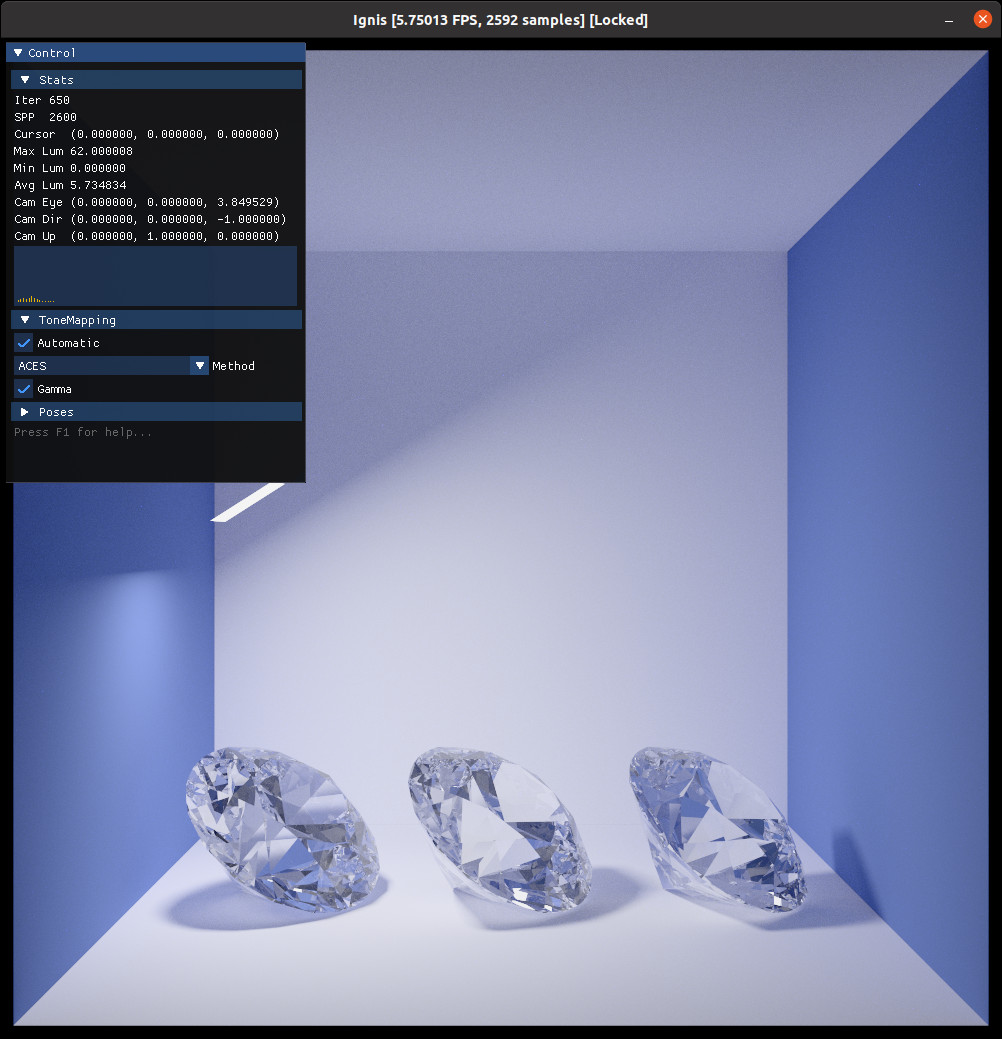 Ignis [5.75013 FPS, 2592 samples] [Locked]
Control
Stats
Iter 650
SPP 2600
Cursor (0.000000, 0.000000, 0.000000)
Max Lum 62.000008
Min Lum 0.000000
Avg Lum 5.734834
Cam Eye (0.000000, 0.000000, 3.849529)
Cam Dir (0.000000, 0.000000, -1.000000)
Cam Up (0.000000, 1.000000, 0.000000)
ToneMapping
Automatic
ACES Method
Gamma
Poses
Press F1 for help...